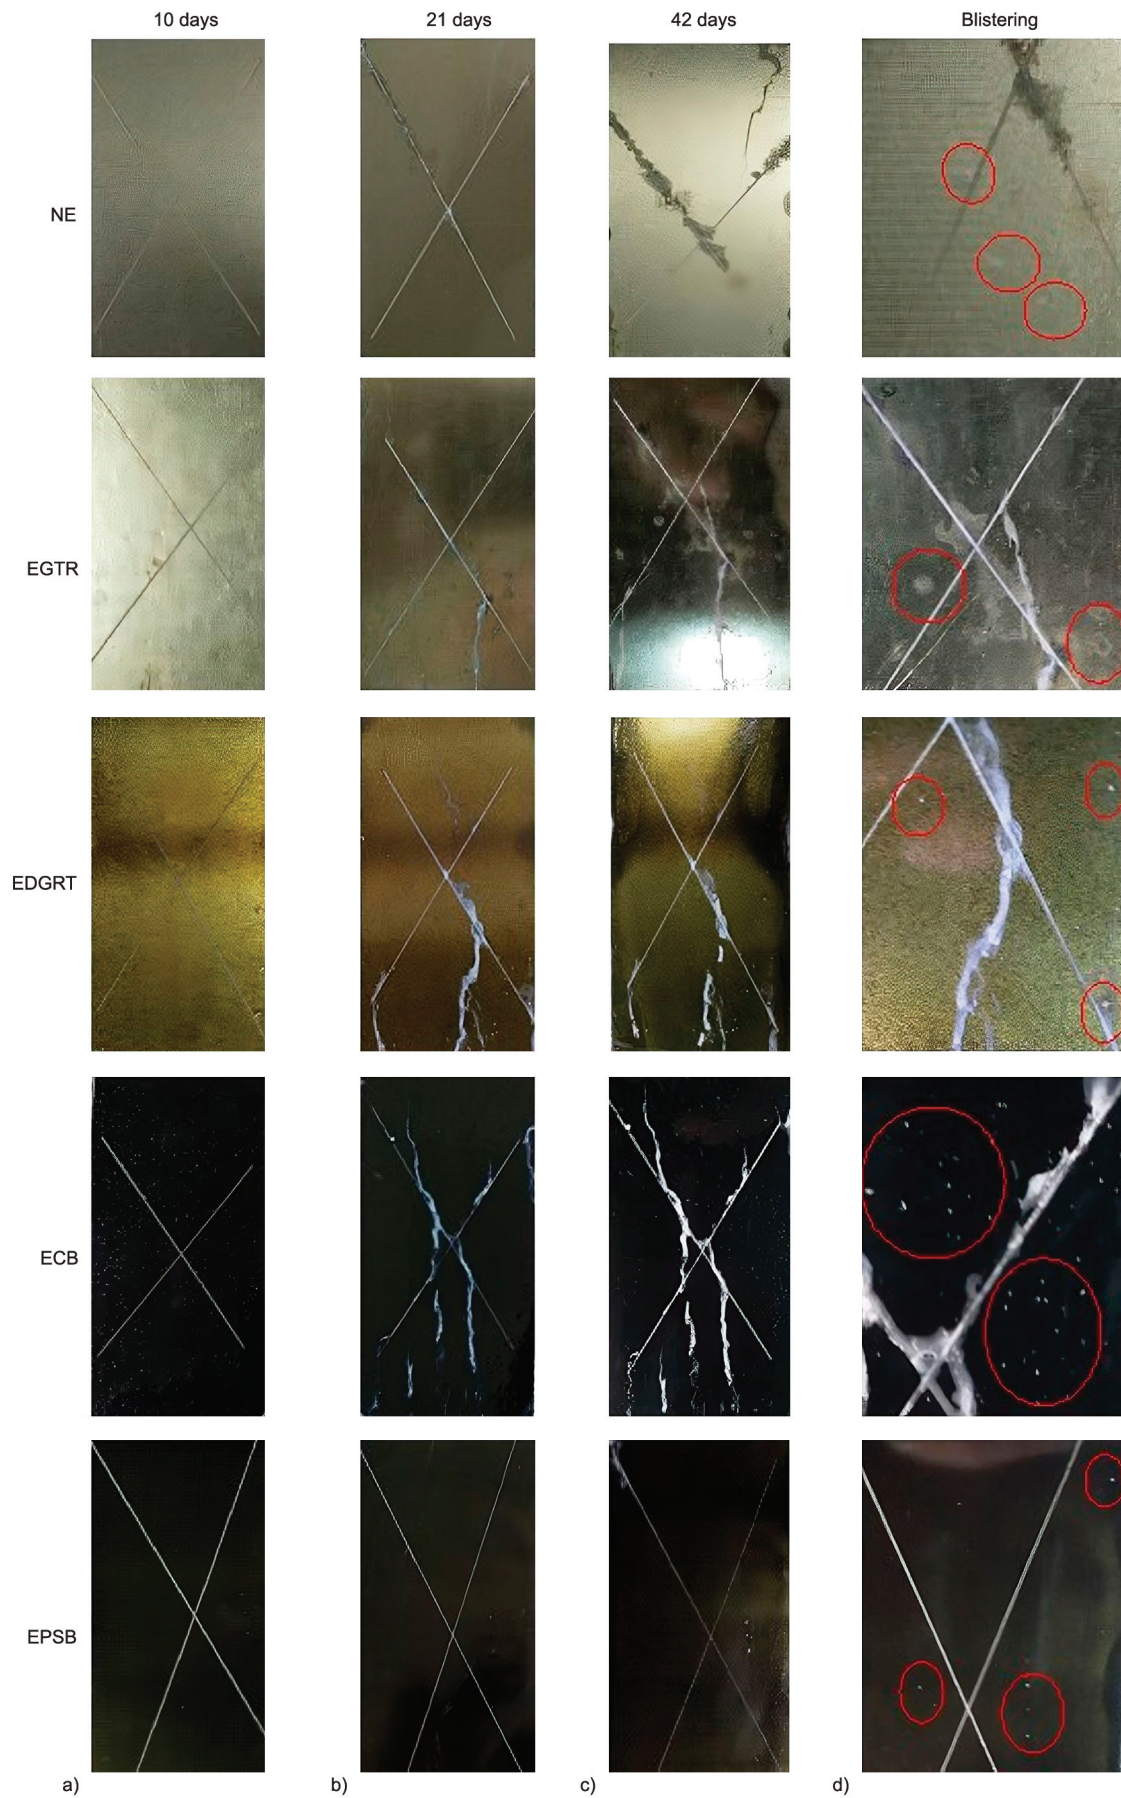 10 days 21 days 42 days Blistering
NE
EGTR
EDGRT
ECB
EPSB
a) b) c) d)